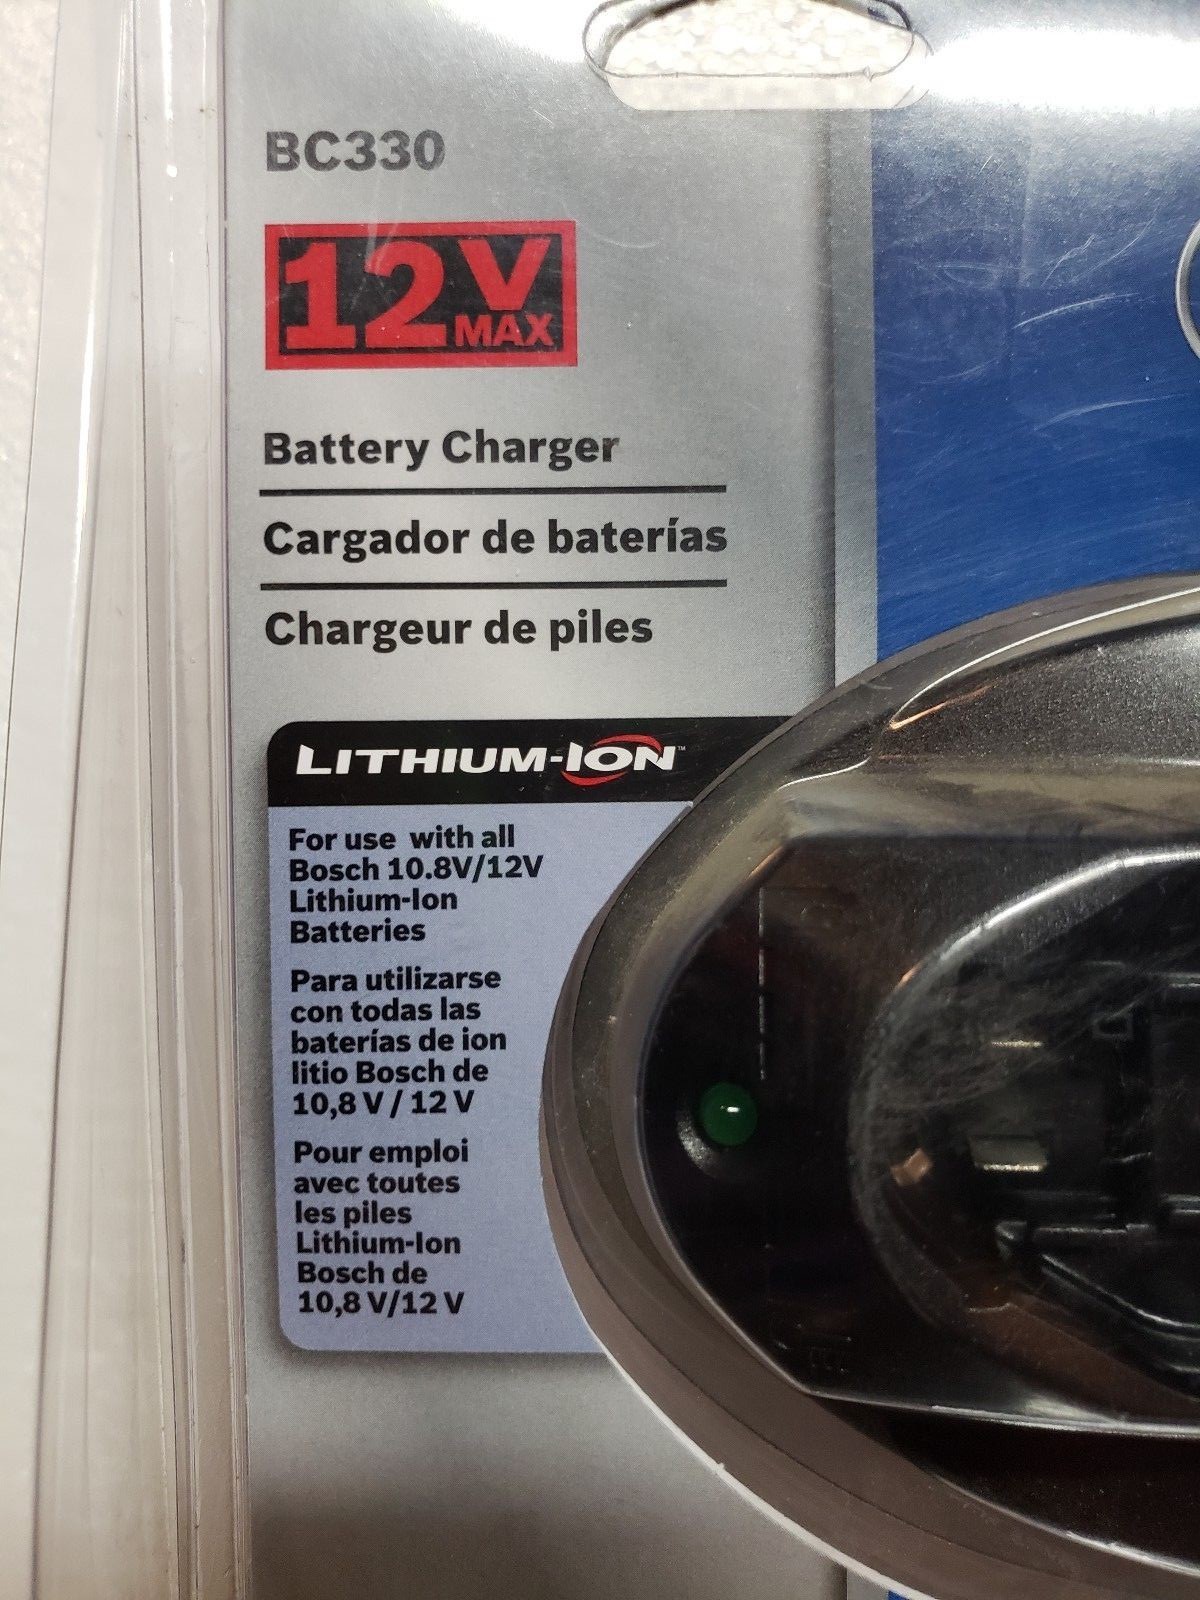 BC330
12V
MAX
Battery Charger
Cargador de baterías
Chargeur de piles
LITHIUM-ION™
For use with all
Bosch 10.8V/12V
Lithium-Ion
Batteries
Para utilizarse
con todas las
baterías de ion
litio Bosch de
10,8 V / 12 V
Pour emploi
avec toutes
les piles
Lithium-Ion
Bosch de
10,8 V/12 V